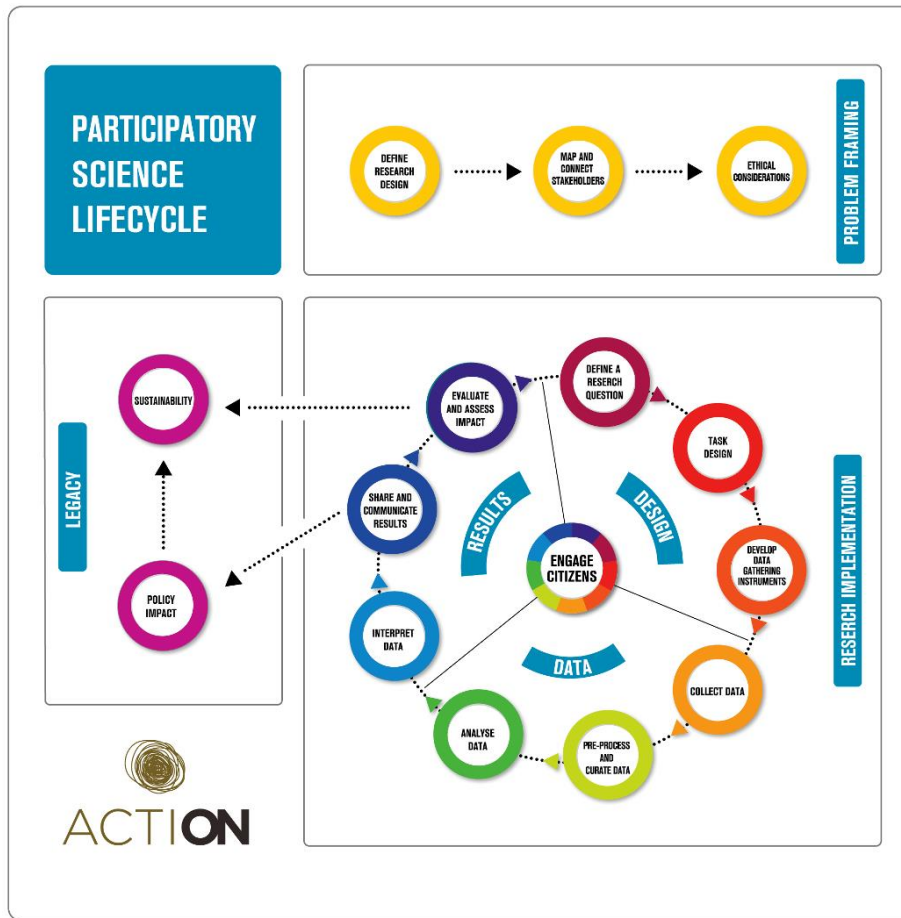 PARTICIPATORY
SCIENCE
LIFECYCLE
DEFINE
RESEARCH
DESIGN
MAP AND
CONNECT
STAKEHOLDERS
ETHICAL
CONSIDERATIONS
PROBLEM FRAMING
SUSTAINABILITY
LEGACY
POLICY
IMPACT
EVALUATE
AND ASSESS
IMPACT
DEFINE A
RESERCH
QUESTION
TASK
DESIGN
SHARE AND
COMMUNICATE
RESULTS
RESULTS
DESIGN
ENGAGE
CITIZENS
DEVELOP
DATA
GATHERING
INSTRUMENTS
INTERPRET
DATA
DATA
COLLECT DATA
ANALYSE
DATA
PRE-PROCESS
AND
CURATE DATA
RESERCH IMPLEMENTATION
ACTION